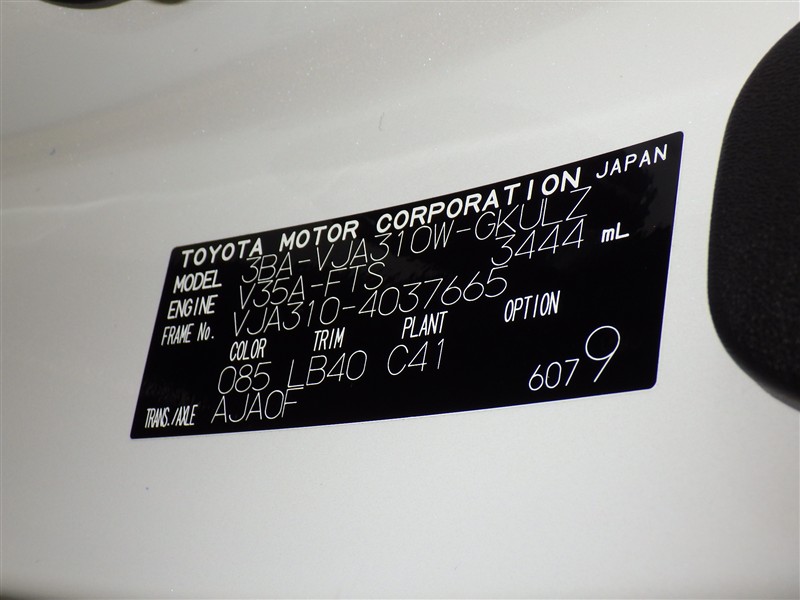 TOYOTA MOTOR CORPORATION JAPAN
MODEL 3BA-VJA310W-GKULZ
ENGINE V35A-FTS 3444 mL
FRAME No. VJA310-4037665
COLOR TRIM PLANT OPTION
085 LB40 C41
TRANS./AXLE AJA0F 6079